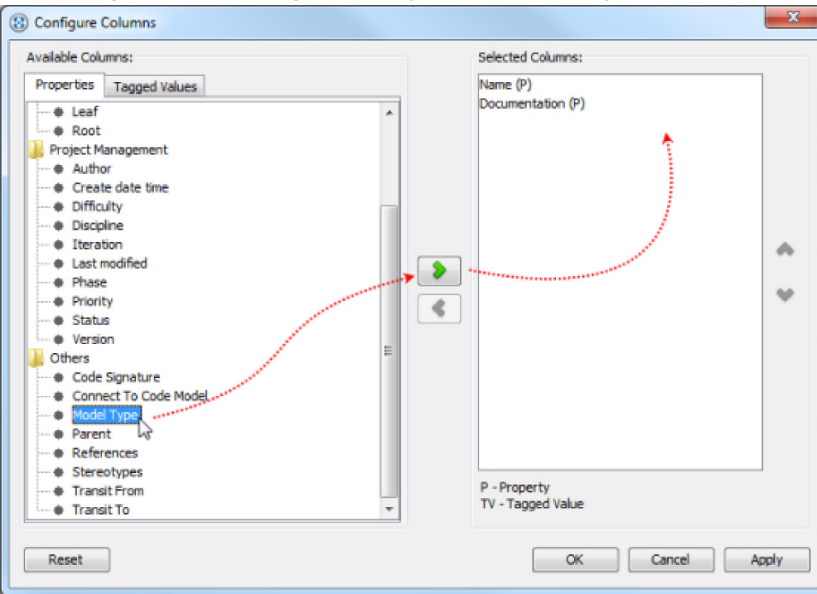 Configure Columns
Available Columns:
Properties
Tagged Values
Leaf
Root
Project Management
Author
Create date time
Difficulty
Discipline
Iteration
Last modified
Phase
Priority
Status
Version
Others
Code Signature
Connect To Code Model
Model Type
Parent
References
Stereotypes
Transit From
Transit To
Selected Columns:
Name (P)
Documentation (P)
P - Property
TV - Tagged Value
Reset
OK
Cancel
Apply